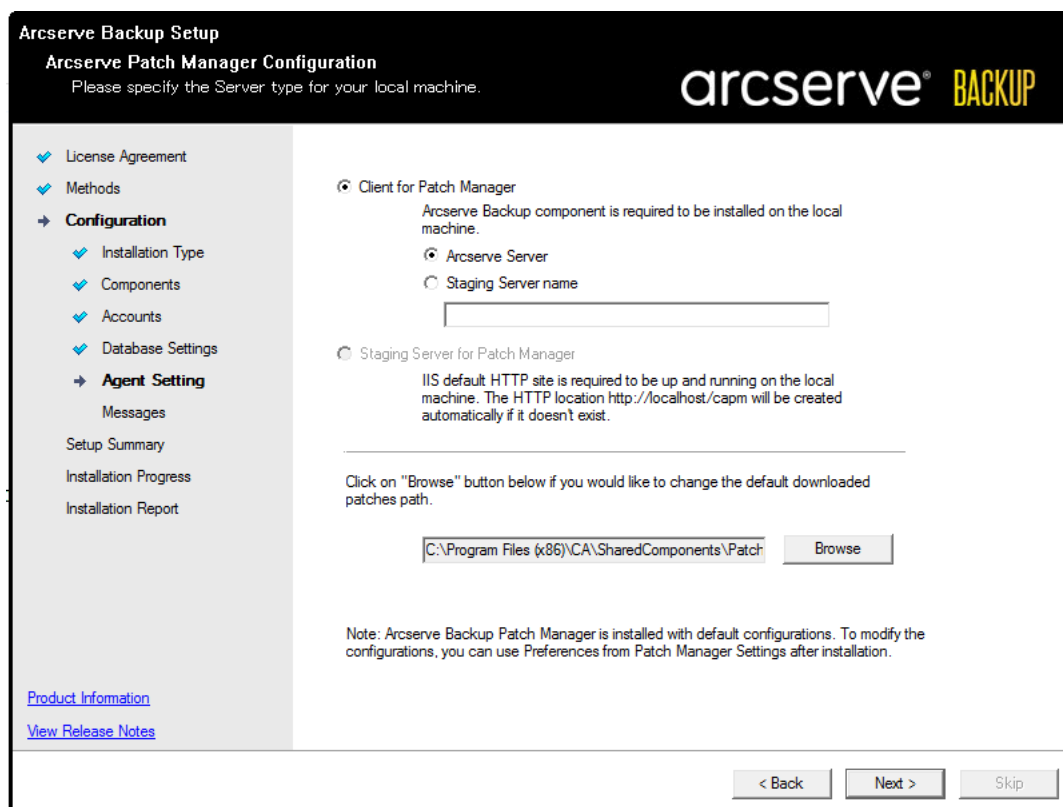 Arcserve Backup Setup
Arcserve Patch Manager Configuration
Please specify the Server type for your local machine.
arcserve® BACKUP
License Agreement
Methods
Configuration
Installation Type
Components
Accounts
Database Settings
Agent Setting
Messages
Setup Summary
Installation Progress
Installation Report
Product Information
View Release Notes
Client for Patch Manager
Arcserve Backup component is required to be installed on the local
machine.
Arcserve Server
Staging Server name
Staging Server for Patch Manager
IIS default HTTP site is required to be up and running on the local
machine. The HTTP location http://localhost/capm will be created
automatically if it doesn't exist.
Click on "Browse" button below if you would like to change the default downloaded
patches path.
C:\Program Files (x86)\CA\SharedComponents\Patch
Browse
Note: Arcserve Backup Patch Manager is installed with default configurations. To modify the
configurations, you can use Preferences from Patch Manager Settings after installation.
< Back
Next >
Skip